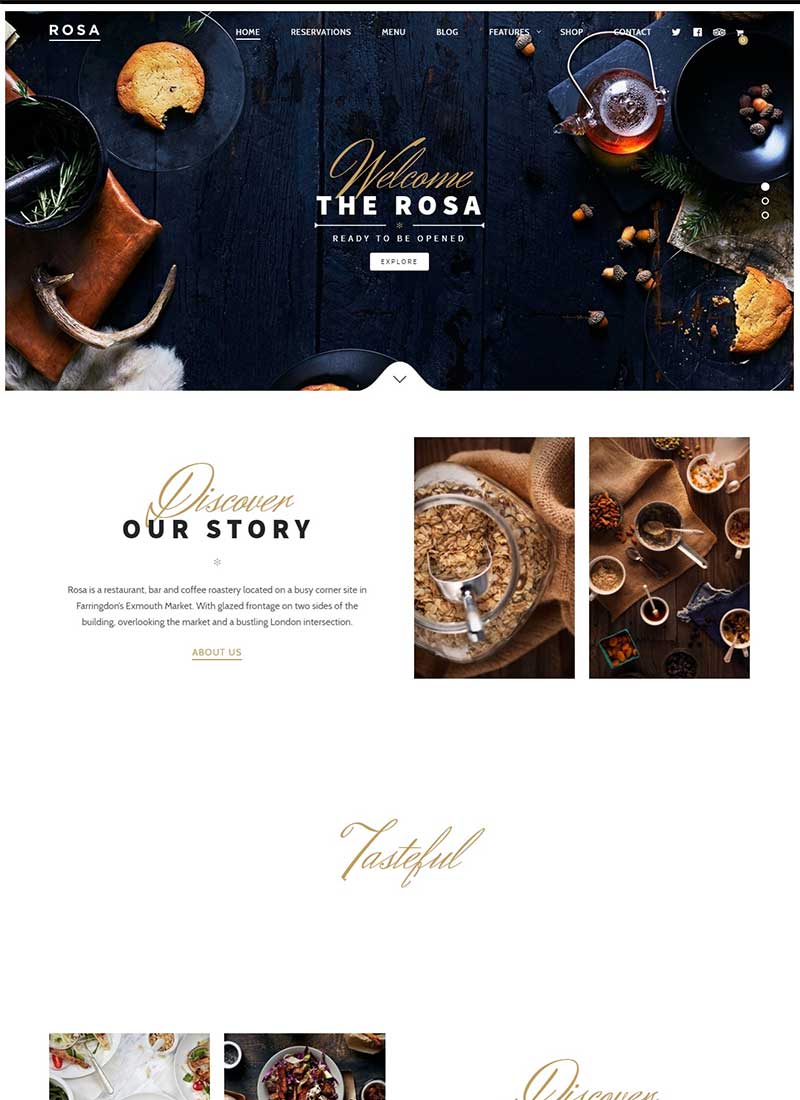 ROSA
HOME RESERVATIONS MENU BLOG FEATURES SHOP CONTACT
0
Welcome
THE ROSA
READY TO BE OPENED
EXPLORE
Discover
OUR STORY
Rosa is a restaurant, bar and coffee roastery located on a busy corner site in
Farringdon's Exmouth Market. With glazed frontage on two sides of the
building, overlooking the market and a bustling London intersection.
ABOUT US
Tasteful
Discover